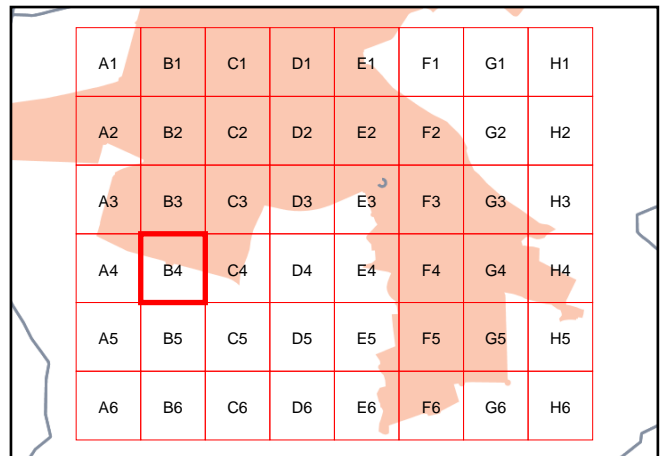 A1 B1 C1 D1 E1 F1 G1 H1
A2 B2 C2 D2 E2 F2 G2 H2
A3 B3 C3 D3 E3 F3 G3 H3
A4 B4 C4 D4 E4 F4 G4 H4
A5 B5 C5 D5 E5 F5 G5 H5
A6 B6 C6 D6 E6 F6 G6 H6